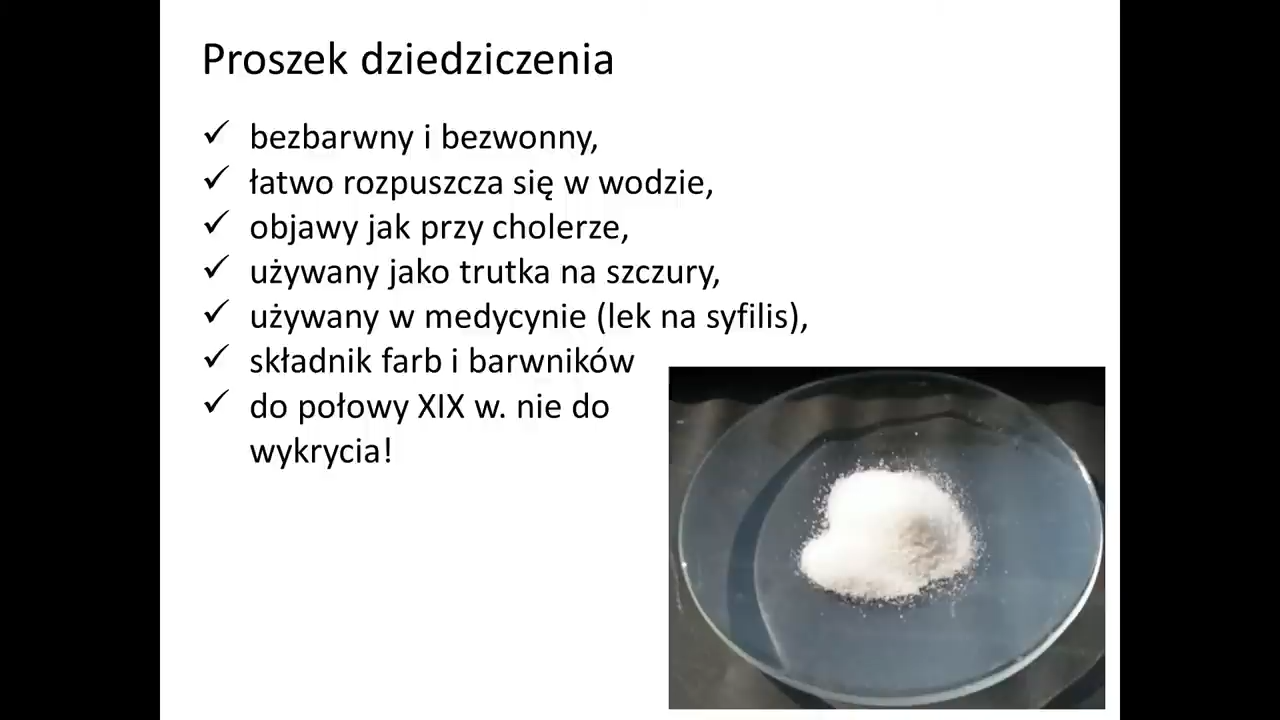 Proszek dziedziczenia
✓ bezbarwny i bezwonny,
✓ łatwo rozpuszcza się w wodzie,
✓ objawy jak przy cholerze,
✓ używany jako trutka na szczury,
✓ używany w medycynie (lek na syfilis),
✓ składnik farb i barwników
✓ do połowy XIX w. nie do
wykrycia!